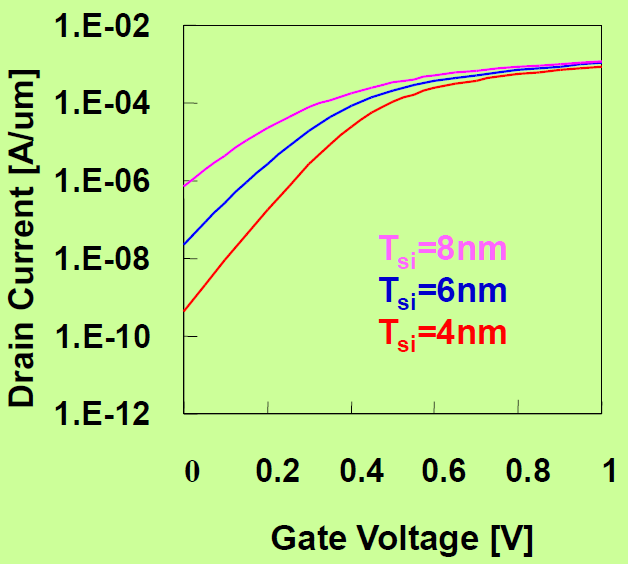 1.E-02
1.E-04
1.E-06
1.E-08
1.E-10
1.E-12
Drain Current [A/um]
Tsi=8nm
Tsi=6nm
Tsi=4nm
0 0.2 0.4 0.6 0.8 1
Gate Voltage [V]